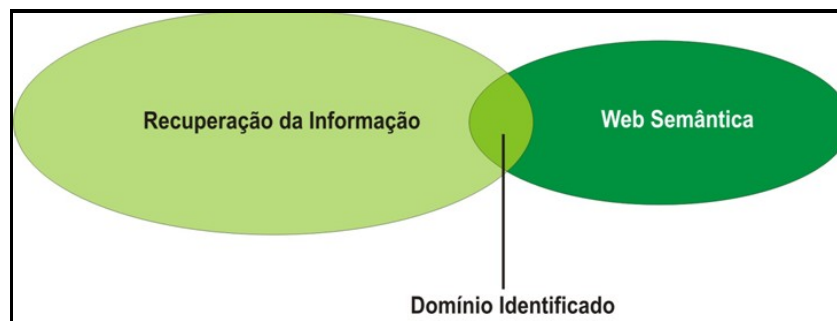 Recuperação da Informação
Web Semântica
Domínio Identificado